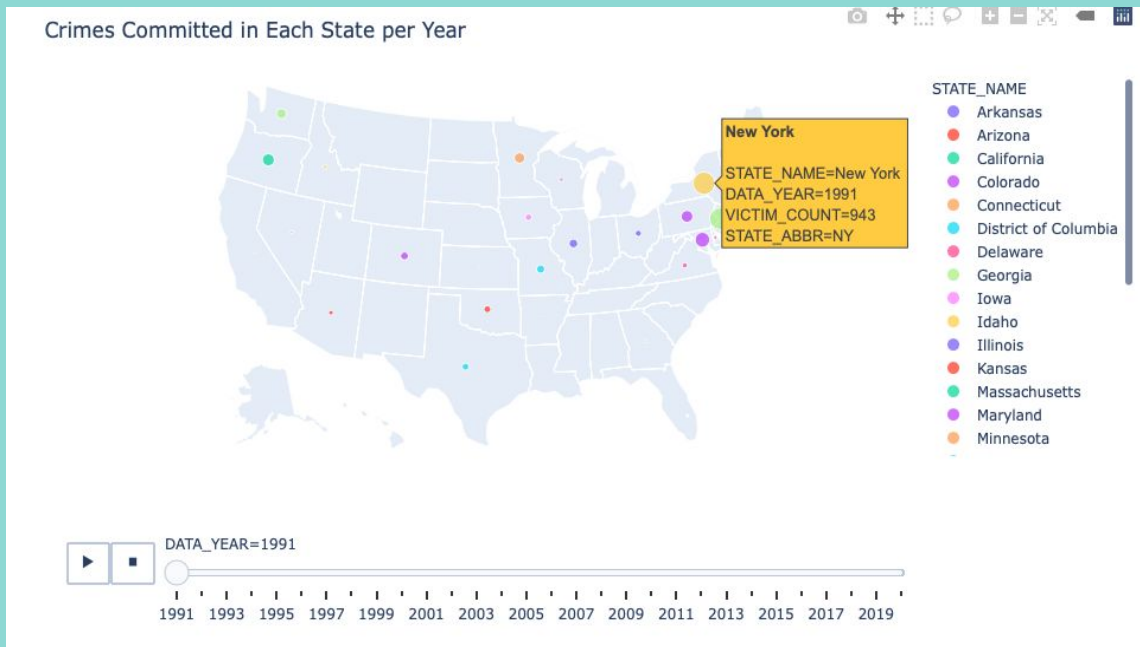 Crimes Committed in Each State per Year
STATE_NAME
Arkansas
Arizona
California
Colorado
Connecticut
District of Columbia
Delaware
Georgia
Iowa
Idaho
Illinois
Kansas
Massachusetts
Maryland
Minnesota
New York
STATE_NAME=New York
DATA_YEAR=1991
VICTIM_COUNT=943
STATE_ABBR=NY
DATA_YEAR=1991
1991 1993 1995 1997 1999 2001 2003 2005 2007 2009 2011 2013 2015 2017 2019